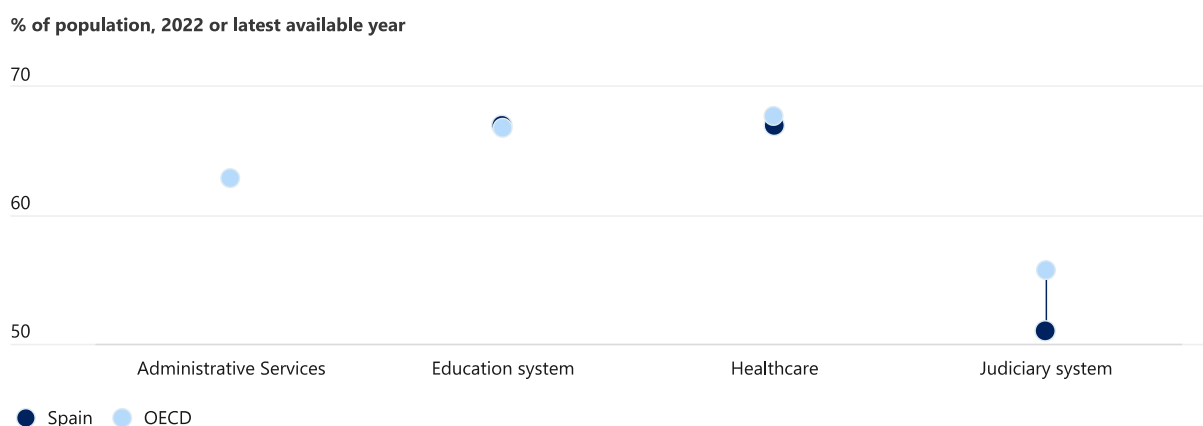 % of population, 2022 or latest available year
70
60
50
Administrative Services
Education system
Healthcare
Judiciary system
Spain
OECD